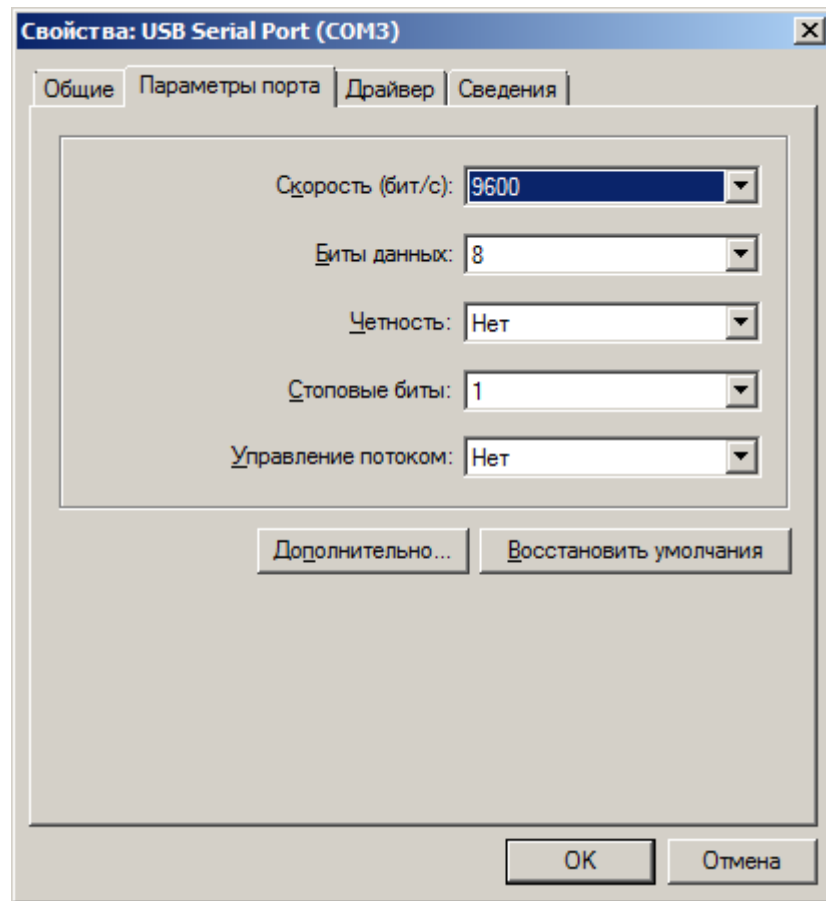 Свойства: USB Serial Port (COM3)
Общие Параметры порта Драйвер Сведения
Скорость (бит/с): 9600
Биты данных: 8
Четность: Нет
Стоповые биты: 1
Управление потоком: Нет
Дополнительно... Восстановить умолчания
OK Отмена